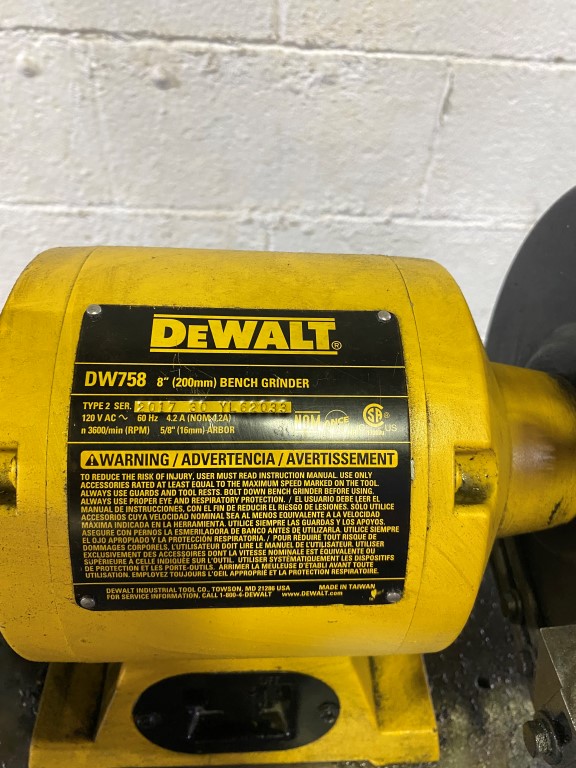 DEWALT®
DW758 8" (200mm) BENCH GRINDER
TYPE 2 SER. 2017 30 YL62033
120 V AC ~ 60 Hz 4.2 A (NOM 4.2A)
n 3600/min (RPM) 5/8" (16mm) ARBOR
NOM ANCE
US
WARNING / ADVERTENCIA / AVERTISSEMENT
TO REDUCE THE RISK OF INJURY, USER MUST READ INSTRUCTION MANUAL. USE ONLY
ACCESSORIES RATED AT LEAST EQUAL TO THE MAXIMUM SPEED MARKED ON THE TOOL.
ALWAYS USE GUARDS AND TOOL RESTS. BOLT DOWN BENCH GRINDER BEFORE USING.
ALWAYS USE PROPER EYE AND RESPIRATORY PROTECTION. / EL USUARIO DEBE LEER EL
MANUAL DE INSTRUCCIONES, CON EL FIN DE REDUCIR EL RIESGO DE LESIONES. SOLO UTILICE
ACCESORIOS CUYA VELOCIDAD NOMINAL SEA AL MENOS EQUIVALENTE A LA VELOCIDAD
MAXIMA INDICADA EN LA HERRAMIENTA. UTILICE SIEMPRE LAS GUARDAS Y LOS APOYOS.
ASEGURE CON PERNOS LA ESMERILADORA DE BANCO ANTES DE UTILIZARLA. UTILICE SIEMPRE
EL OJO APROPIADO Y LA PROTECCIÓN RESPIRATORIA. / POUR RÉDUIRE TOUT RISQUE DE
DOMMAGES CORPORELS, L'UTILISATEUR DOIT LIRE LE MANUEL DE L'UTILISATEUR, UTILISER
EXCLUSIVEMENT DES ACCESSOIRES DONT LA VITESSE NOMINALE EST EQUIVALENTE OU
SUPÉRIEURE A CELLE INDIQUÉE SUR L'OUTIL. UTILISER SYSTÉMATIQUEMENT LES DISPOSITIFS
DE PROTECTION ET LES PORTE-OUTILS. ARRIMER LA MEULEUSE D'ÉTABLI AVANT TOUTE
UTILISATION. EMPLOYEZ TOUJOURS L'OEIL APPROPRIÉ ET LA PROTECTION RESPIRATOIRE.
DEWALT INDUSTRIAL TOOL CO., TOWSON, MD 21286 USA MADE IN TAIWAN
FOR SERVICE INFORMATION, CALL 1-800-4-DEWALT www.DEWALT.com